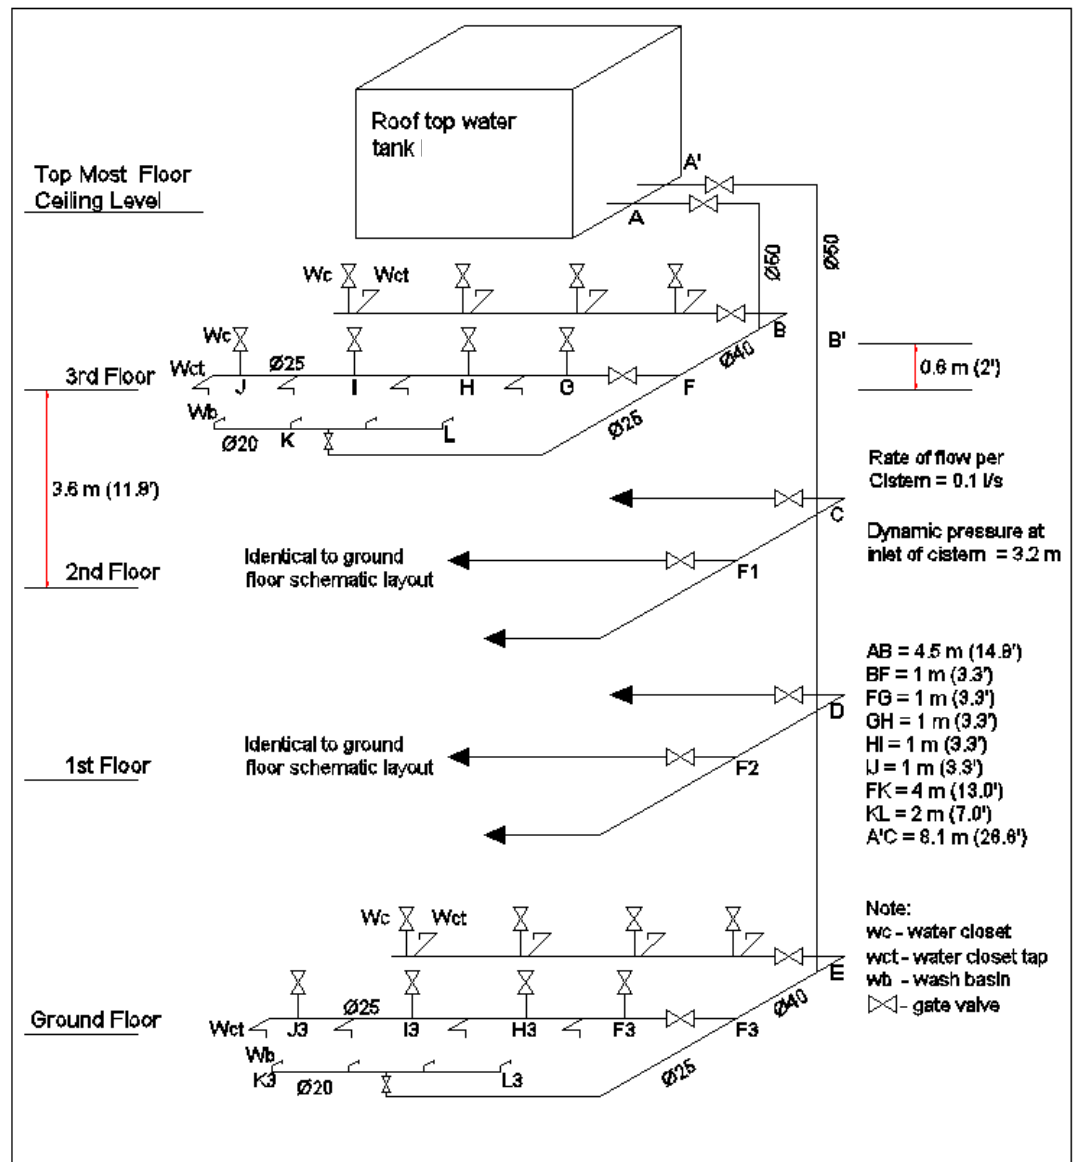 Roof top water
tank
A'
Top Most Floor
Ceiling Level
A
Ø50
Ø50
Wc
Wct
B
B'
Wc
Ø40
Wct
Ø25
0.6 m (2')
3rd Floor
J
I
H
G
F
Wb
Ø25
Ø20
K
L
Rate of flow per
Cistern = 0.1 l/s
3.6 m (11.8')
C
Dynamic pressure at
inlet of cistern = 3.2 m
Identical to ground
floor schematic layout
2nd Floor
F1
AB = 4.5 m (14.8')
BF = 1 m (3.3')
FG = 1 m (3.3')
GH = 1 m (3.3')
HI = 1 m (3.3')
IJ = 1 m (3.3')
FK = 4 m (13.0')
KL = 2 m (7.0')
A'C = 8.1 m (26.6')
D
Identical to ground
floor schematic layout
1st Floor
F2
Note:
wc - water closet
wct - water closet tap
wb - wash basin
- gate valve
Wc
Wct
E
Ø40
Ground Floor
Ø25
Wct
J3
I3
H3
F3
F3
Wb
K3
Ø20
L3
Ø25